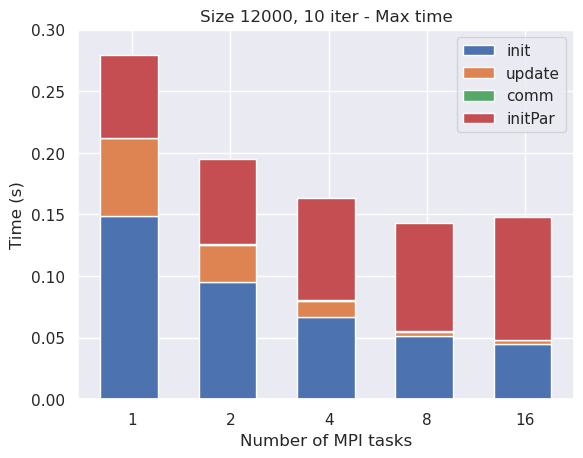 Size 12000, 10 iter - Max time
0.30
0.25
0.20
0.15
0.10
0.05
0.00
Time (s)
init
update
comm
initPar
1 2 4 8 16
Number of MPI tasks